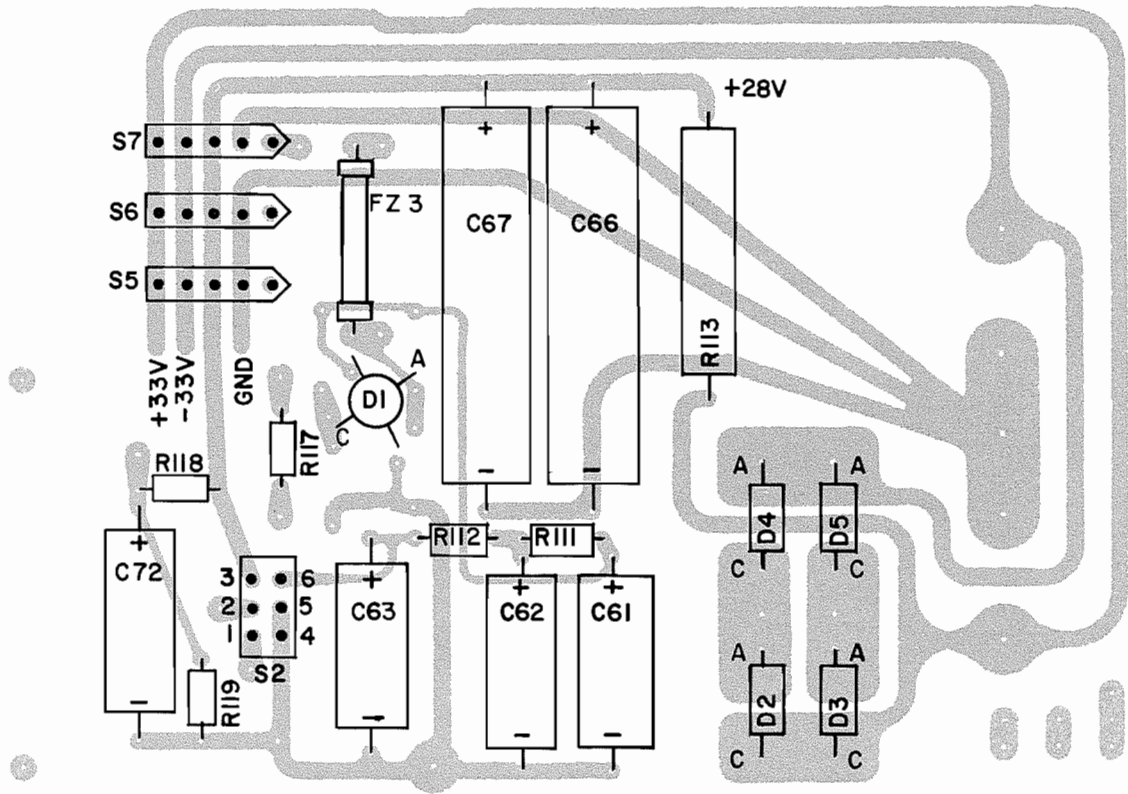 +28V
S7
+ +
FZ 3
S6
C67 C66
S5
R113
+33V -33V GND
A
D1
C
R117
R118
- -
A A
D4 D5
C C
+
C72
R112 R111
3 6
2 5
1 4
S2
+
C63
-
+ +
C62 C61
- -
R119
-
A A
D2 D3
C C